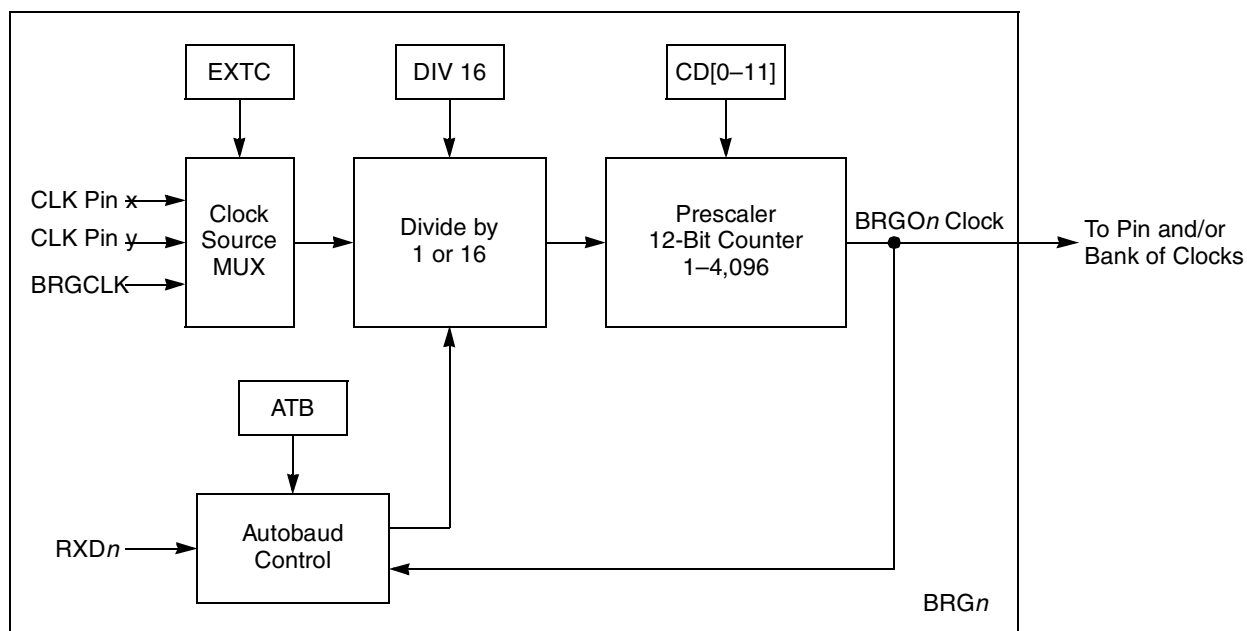 EXTC
DIV 16
CD[0–11]
CLK Pin x
CLK Pin y
BRGCLK
Clock
Source
MUX
Divide by
1 or 16
Prescaler
12-Bit Counter
1–4,096
BRGOn Clock
To Pin and/or
Bank of Clocks
ATB
RXDn
Autobaud
Control
BRGn